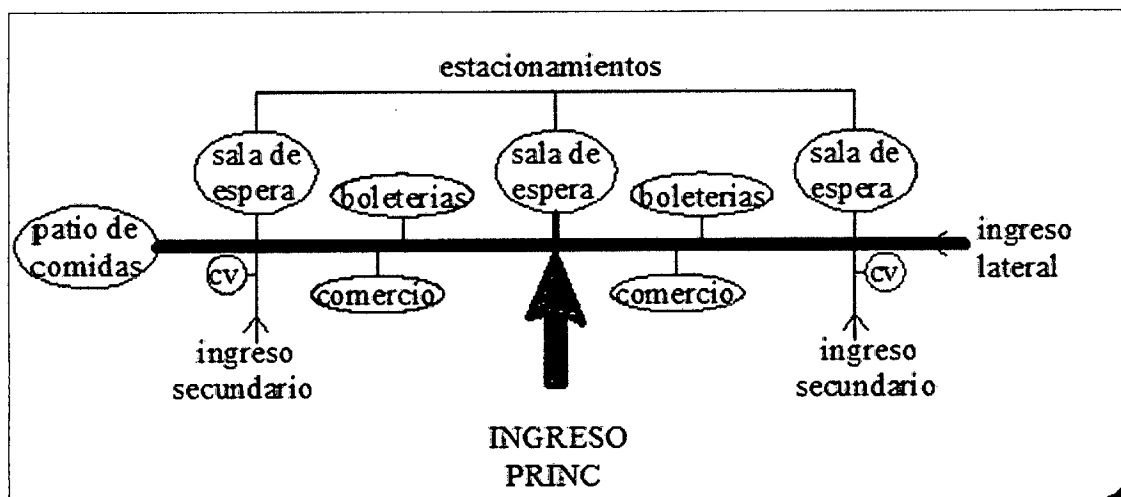 estacionamientos
sala de
espera
sala de
espera
sala de
espera
boleterias
boleterias
patio de
comidas
ingreso
lateral
cv
comercio
comercio
cv
ingreso
secundario
ingreso
secundario
INGRESO
PRINC